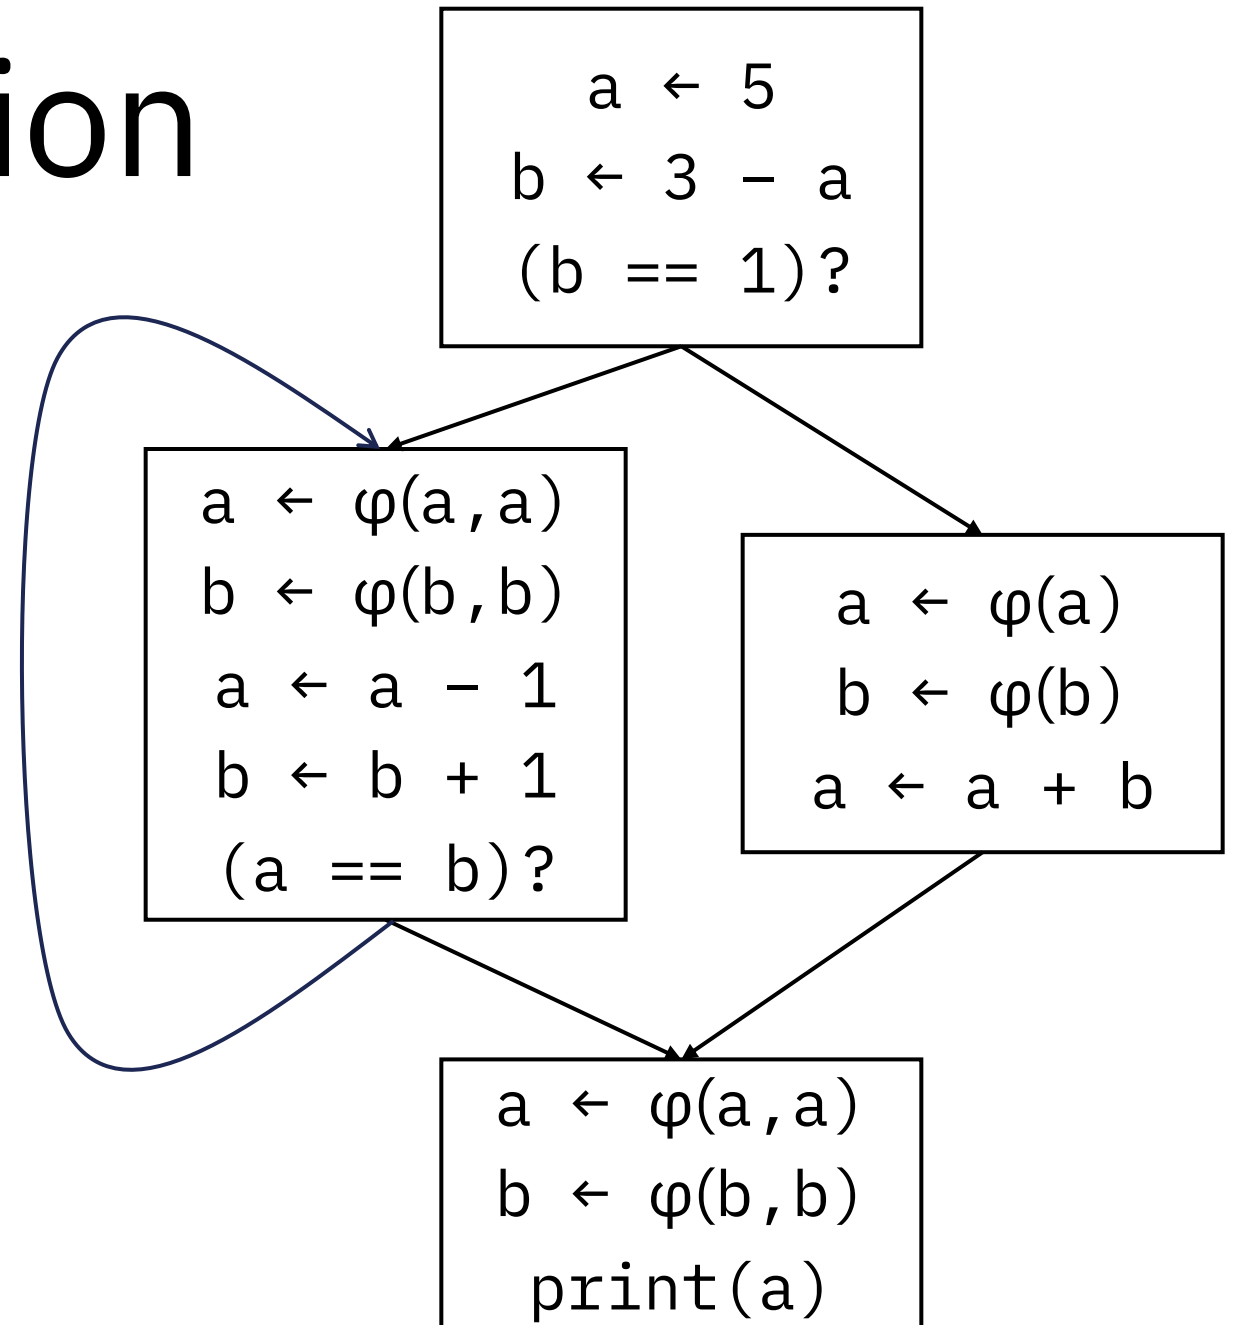 ion
a ← 5
b ← 3 – a
(b == 1)?
a ← φ(a,a)
b ← φ(b,b)
a ← a – 1
b ← b + 1
(a == b)?
a ← φ(a)
b ← φ(b)
a ← a + b
a ← φ(a,a)
b ← φ(b,b)
print(a)